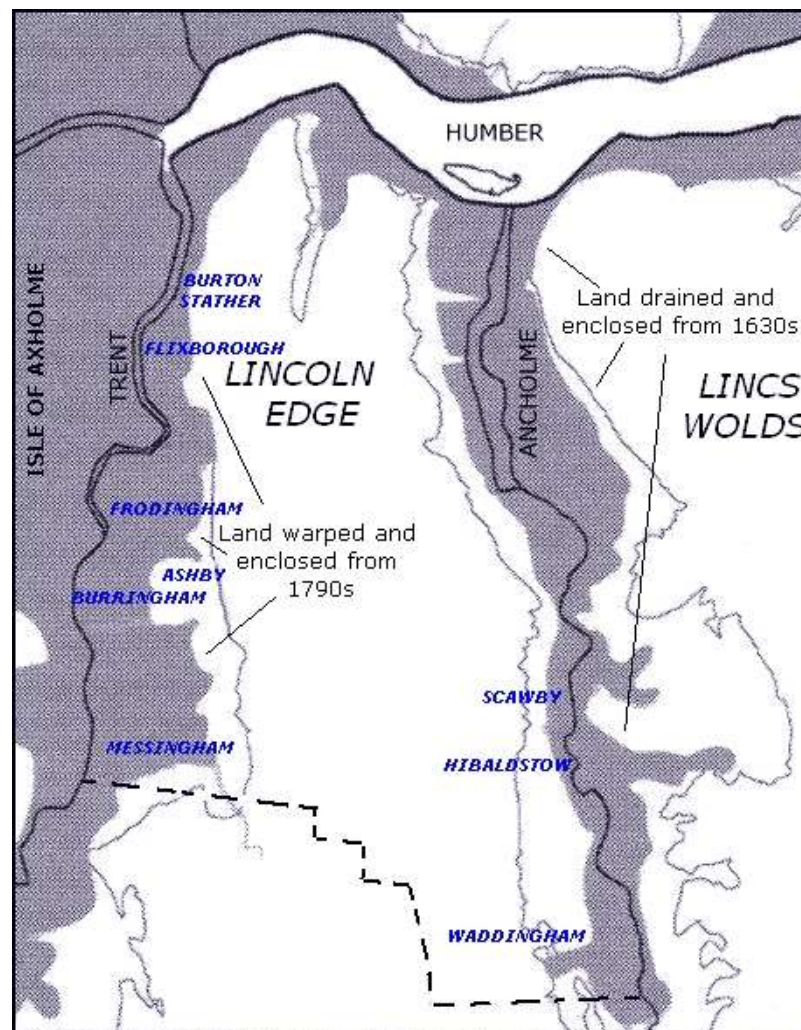 HUMBER
BURTON
STATHER
Land drained and
enclosed from 1630s
ISLE OF AXHOLME
TRENT
FLIXBOROUGH
ANCHOLME
LINCOLN
EDGE
LINCS
WOLDS
FRODINGHAM
Land warped and
enclosed from
1790s
ASHBY
BURRINGHAM
SCAWBY
MESSINGHAM
HIBALDSTOW
WADDINGHAM